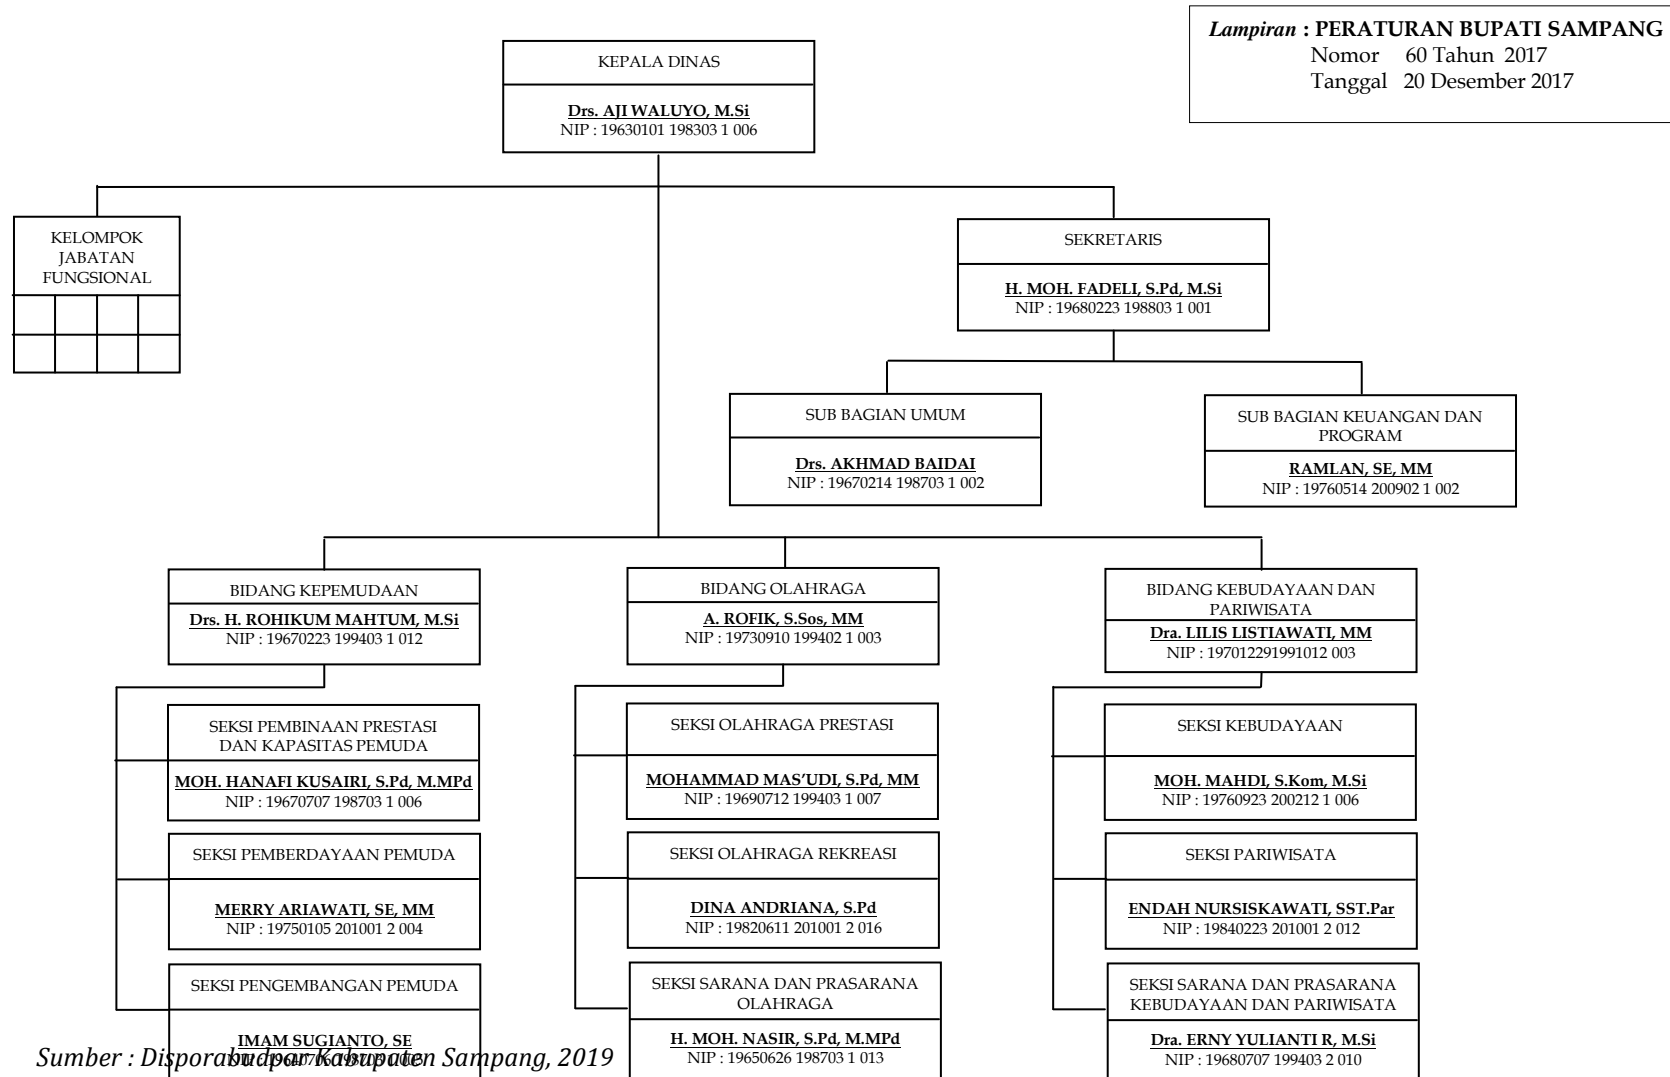 Lampiran : PERATURAN BUPATI SAMPANG
Nomor 60 Tahun 2017
Tanggal 20 Desember 2017
KEPALA DINAS
Drs. AJI WALUYO, M.Si
NIP : 19630101 198303 1 006
KELOMPOK
JABATAN
FUNGSIONAL
SEKRETARIS
H. MOH. FADELI, S.Pd, M.Si
NIP : 19680223 198803 1 001
SUB BAGIAN UMUM
Drs. AKHMAD BAIDAI
NIP : 19670214 198703 1 002
SUB BAGIAN KEUANGAN DAN
PROGRAM
RAMLAN, SE, MM
NIP : 19760514 200902 1 002
BIDANG KEPEMUDAAN
Drs. H. ROHIKUM MAHTUM, M.Si
NIP : 19670223 199403 1 012
SEKSI PEMBINAAN PRESTASI
DAN KAPASITAS PEMUDA
MOH. HANAFI KUSAIRI, S.Pd, M.MPd
NIP : 19670707 198703 1 006
SEKSI PEMBERDAYAAN PEMUDA
MERRY ARIAWATI, SE, MM
NIP : 19750105 201001 2 004
SEKSI PENGEMBANGAN PEMUDA
IMAM SUGIANTO, SE
BIDANG OLAHRAGA
A. ROFIK, S.Sos, MM
NIP : 19730910 199402 1 003
SEKSI OLAHRAGA PRESTASI
MOHAMMAD MAS'UDI, S.Pd, MM
NIP : 19690712 199403 1 007
SEKSI OLAHRAGA REKREASI
DINA ANDRIANA, S.Pd
NIP : 19820611 201001 2 016
SEKSI SARANA DAN PRASARANA
OLAHRAGA
H. MOH. NASIR, S.Pd, M.MPd
NIP : 19650626 198703 1 013
BIDANG KEBUDAYAAN DAN
PARIWISATA
Dra. LILIS LISTIAWATI, MM
NIP : 197012291991012 003
SEKSI KEBUDAYAAN
MOH. MAHDI, S.Kom, M.Si
NIP : 19760923 200212 1 006
SEKSI PARIWISATA
ENDAH NURSISKAWATI, SST.Par
NIP : 19840223 201001 2 012
SEKSI SARANA DAN PRASARANA
KEBUDAYAAN DAN PARIWISATA
Dra. ERNY YULIANTI R, M.Si
NIP : 19680707 199403 2 010
Sumber : Disporabudpar Kabupaten Sampang, 2019